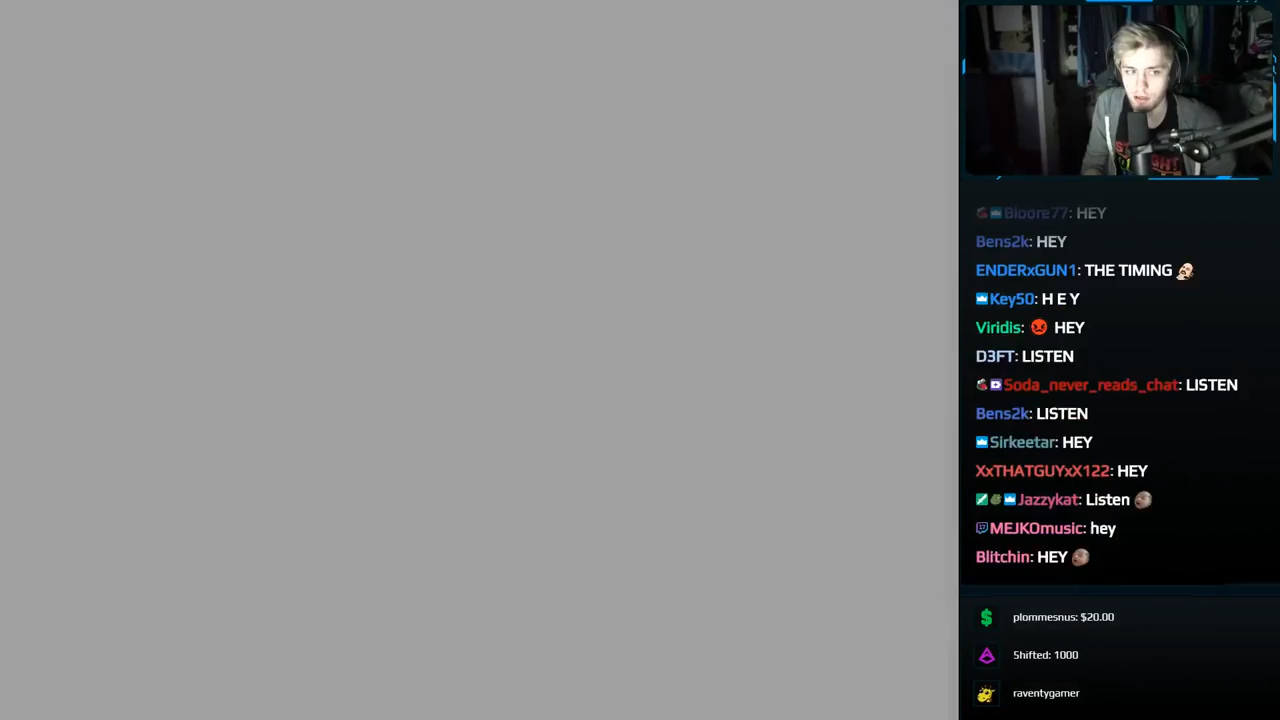 Bioore77: HEY
Bens2k: HEY
ENDERxGUN1: THE TIMING
Key50: H E Y
Viridis: HEY
D3FT: LISTEN
Soda_never_reads_chat: LISTEN
Bens2k: LISTEN
Sirkeetar: HEY
XxTHATGUYxX122: HEY
Jazzykat: Listen
MEJKOmusic: hey
Blitchin: HEY
plommesnus: $20.00
Shifted: 1000
raventygamer